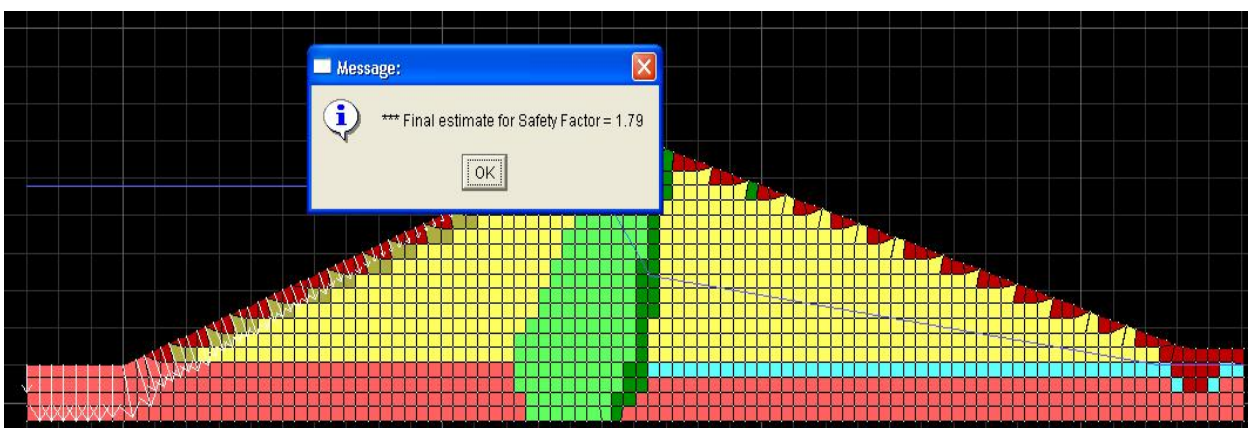 Message:
*** Final estimate for Safety Factor = 1.79
OK